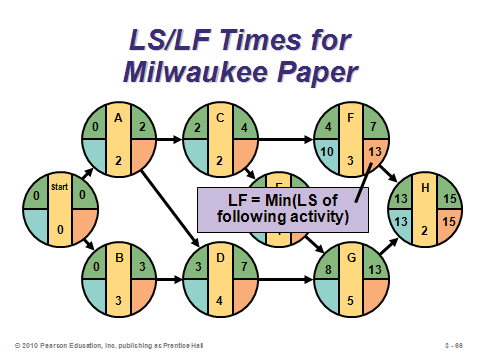 LS/LF Times for
Milwaukee Paper
A
0 2
2
C
2 4
2
F
4 7
10 13
3
Start
0 0
0
E
LF = Min(LS of
following activity)
H
13 15
13 15
2
B
0 3
3
D
3 7
4
G
8 13
5
© 2010 Pearson Education, Inc. publishing as Prentice Hall
3 - 66